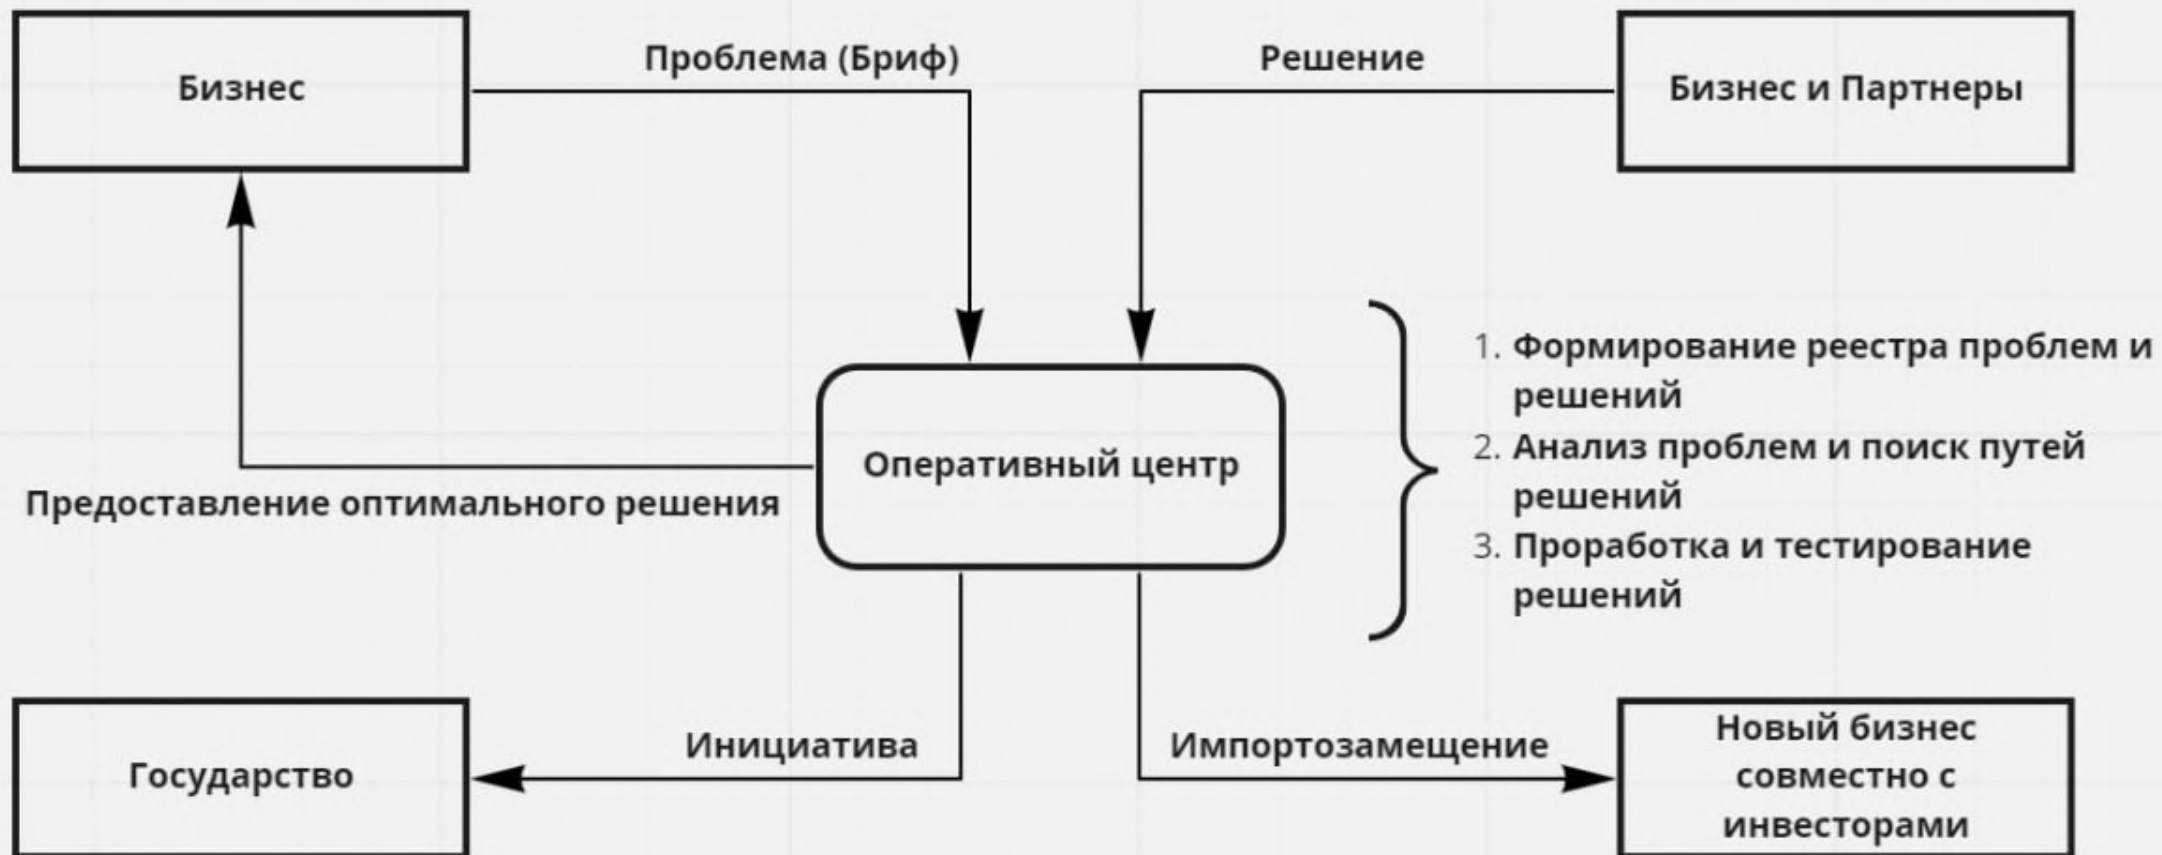 Бизнес
Проблема (Бриф)
Решение
Бизнес и Партнеры
1. Формирование реестра проблем и
решений
2. Анализ проблем и поиск путей
решений
3. Проработка и тестирование
решений
Оперативный центр
Предоставление оптимального решения
Государство
Инициатива
Импортозамещение
Новый бизнес
совместно с
инвесторами